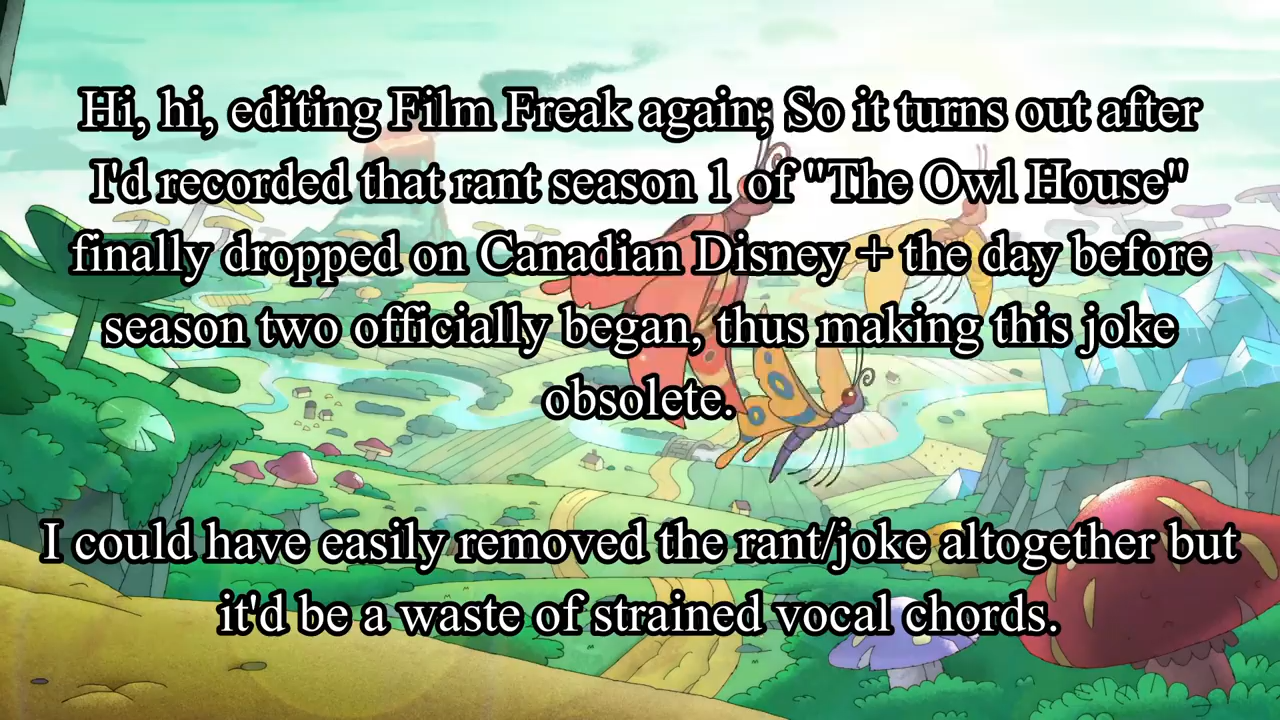 Hi, hi, editing Film Freak again; So it turns out after
I'd recorded that rant season 1 of "The Owl House"
finally dropped on Canadian Disney + the day before
season two officially began, thus making this joke
obsolete.
I could have easily removed the rant/joke altogether but
it'd be a waste of strained vocal chords.